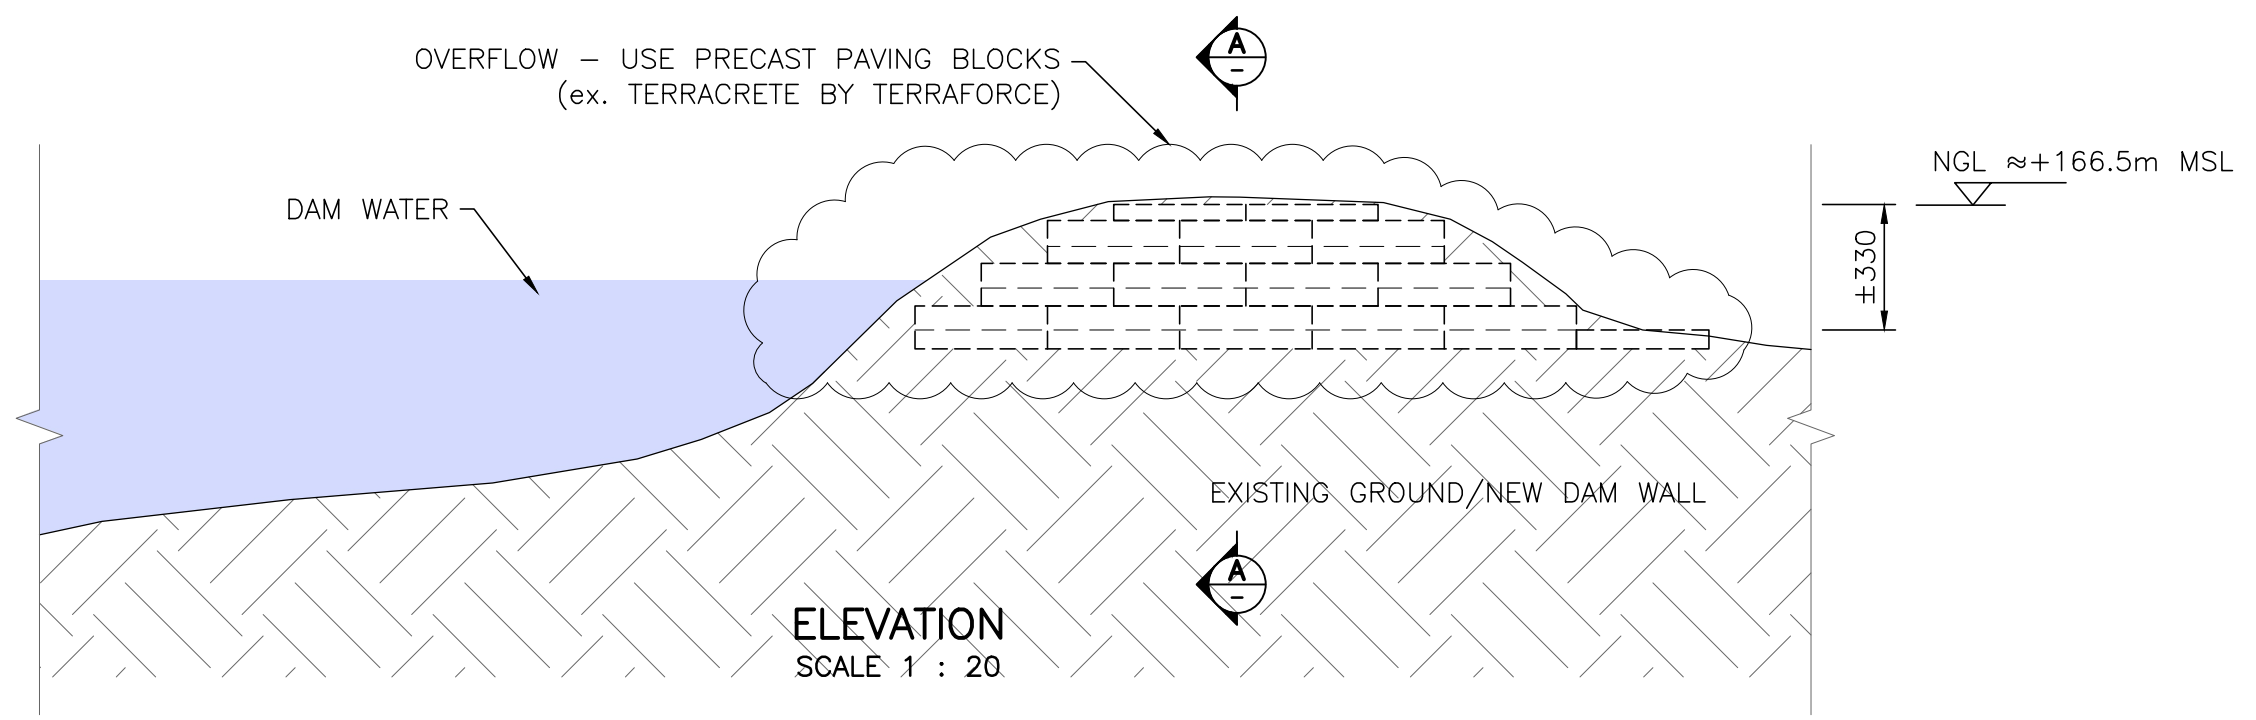 OVERFLOW – USE PRECAST PAVING BLOCKS
(ex. TERRACRETE BY TERRAFORCE)
A
–
NGL ≈+166.5m MSL
DAM WATER
±330
EXISTING GROUND/NEW DAM WALL
A
–
ELEVATION
SCALE 1 : 20